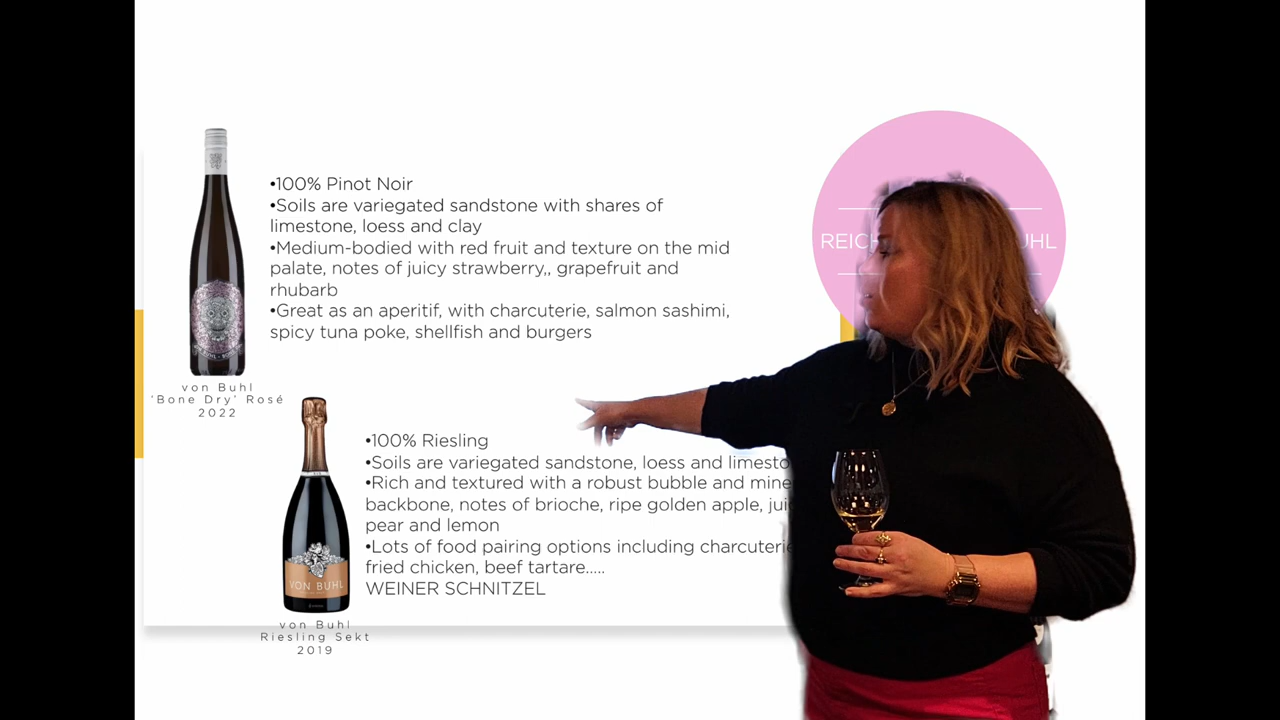 •100% Pinot Noir
•Soils are variegated sandstone with shares of
limestone, loess and clay
•Medium-bodied with red fruit and texture on the mid
palate, notes of juicy strawberry,, grapefruit and
rhubarb
•Great as an aperitif, with charcuterie, salmon sashimi,
spicy tuna poke, shellfish and burgers
von Buhl
'Bone Dry' Rosé
2022
•100% Riesling
•Soils are variegated sandstone, loess and
•Rich and textured with a robust bubble and
backbone, notes of brioche, ripe golden apple,
pear and lemon
•Lots of food pairing options including
fried chicken, beef tartare.....
WEINER SCHNITZEL
VON BUHL
von Buhl
Riesling Sekt
2019